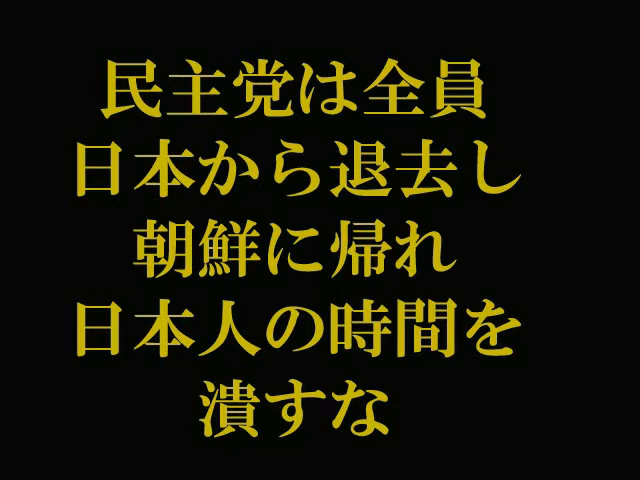 民主党は全員
日本から退去し
朝鮮に帰れ
日本人の時間を
潰すな